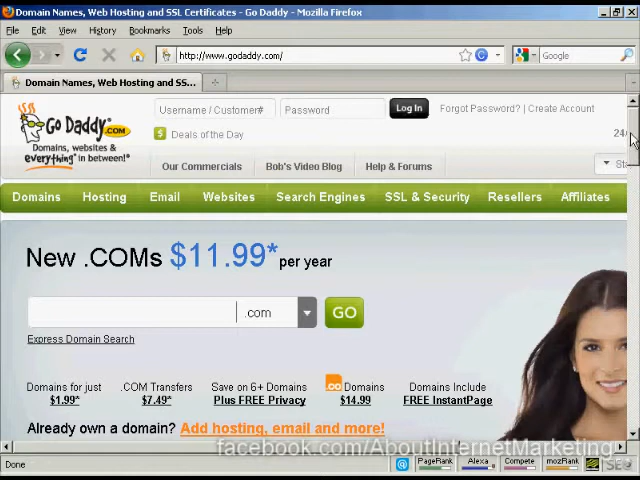 Domain Names, Web Hosting and SSL Certificates - Go Daddy - Mozilla Firefox
File Edit View History Bookmarks Tools Help
http://www.godaddy.com/
Google
Domain Names, Web Hosting and SS...
Go Daddy.COM
Domains, websites &
everything* in between!*
Username / Customer#
Password
Log In
Forgot Password? | Create Account
$ Deals of the Day
24
Our Commercials
Bob's Video Blog
Help & Forums
Domains Hosting Email Websites Search Engines SSL & Security Resellers Affiliates
New .COMs $11.99* per year
.com
GO
Express Domain Search
Domains for just
$1.99*
.COM Transfers
$7.49*
Save on 6+ Domains
Plus FREE Privacy
.co Domains
$14.99
Domains Include
FREE InstantPage
Already own a domain? Add hosting, email and more!
facebook.com/AboutInternetMarketing
Done
PageRank
Alexa
Compete
mozRank